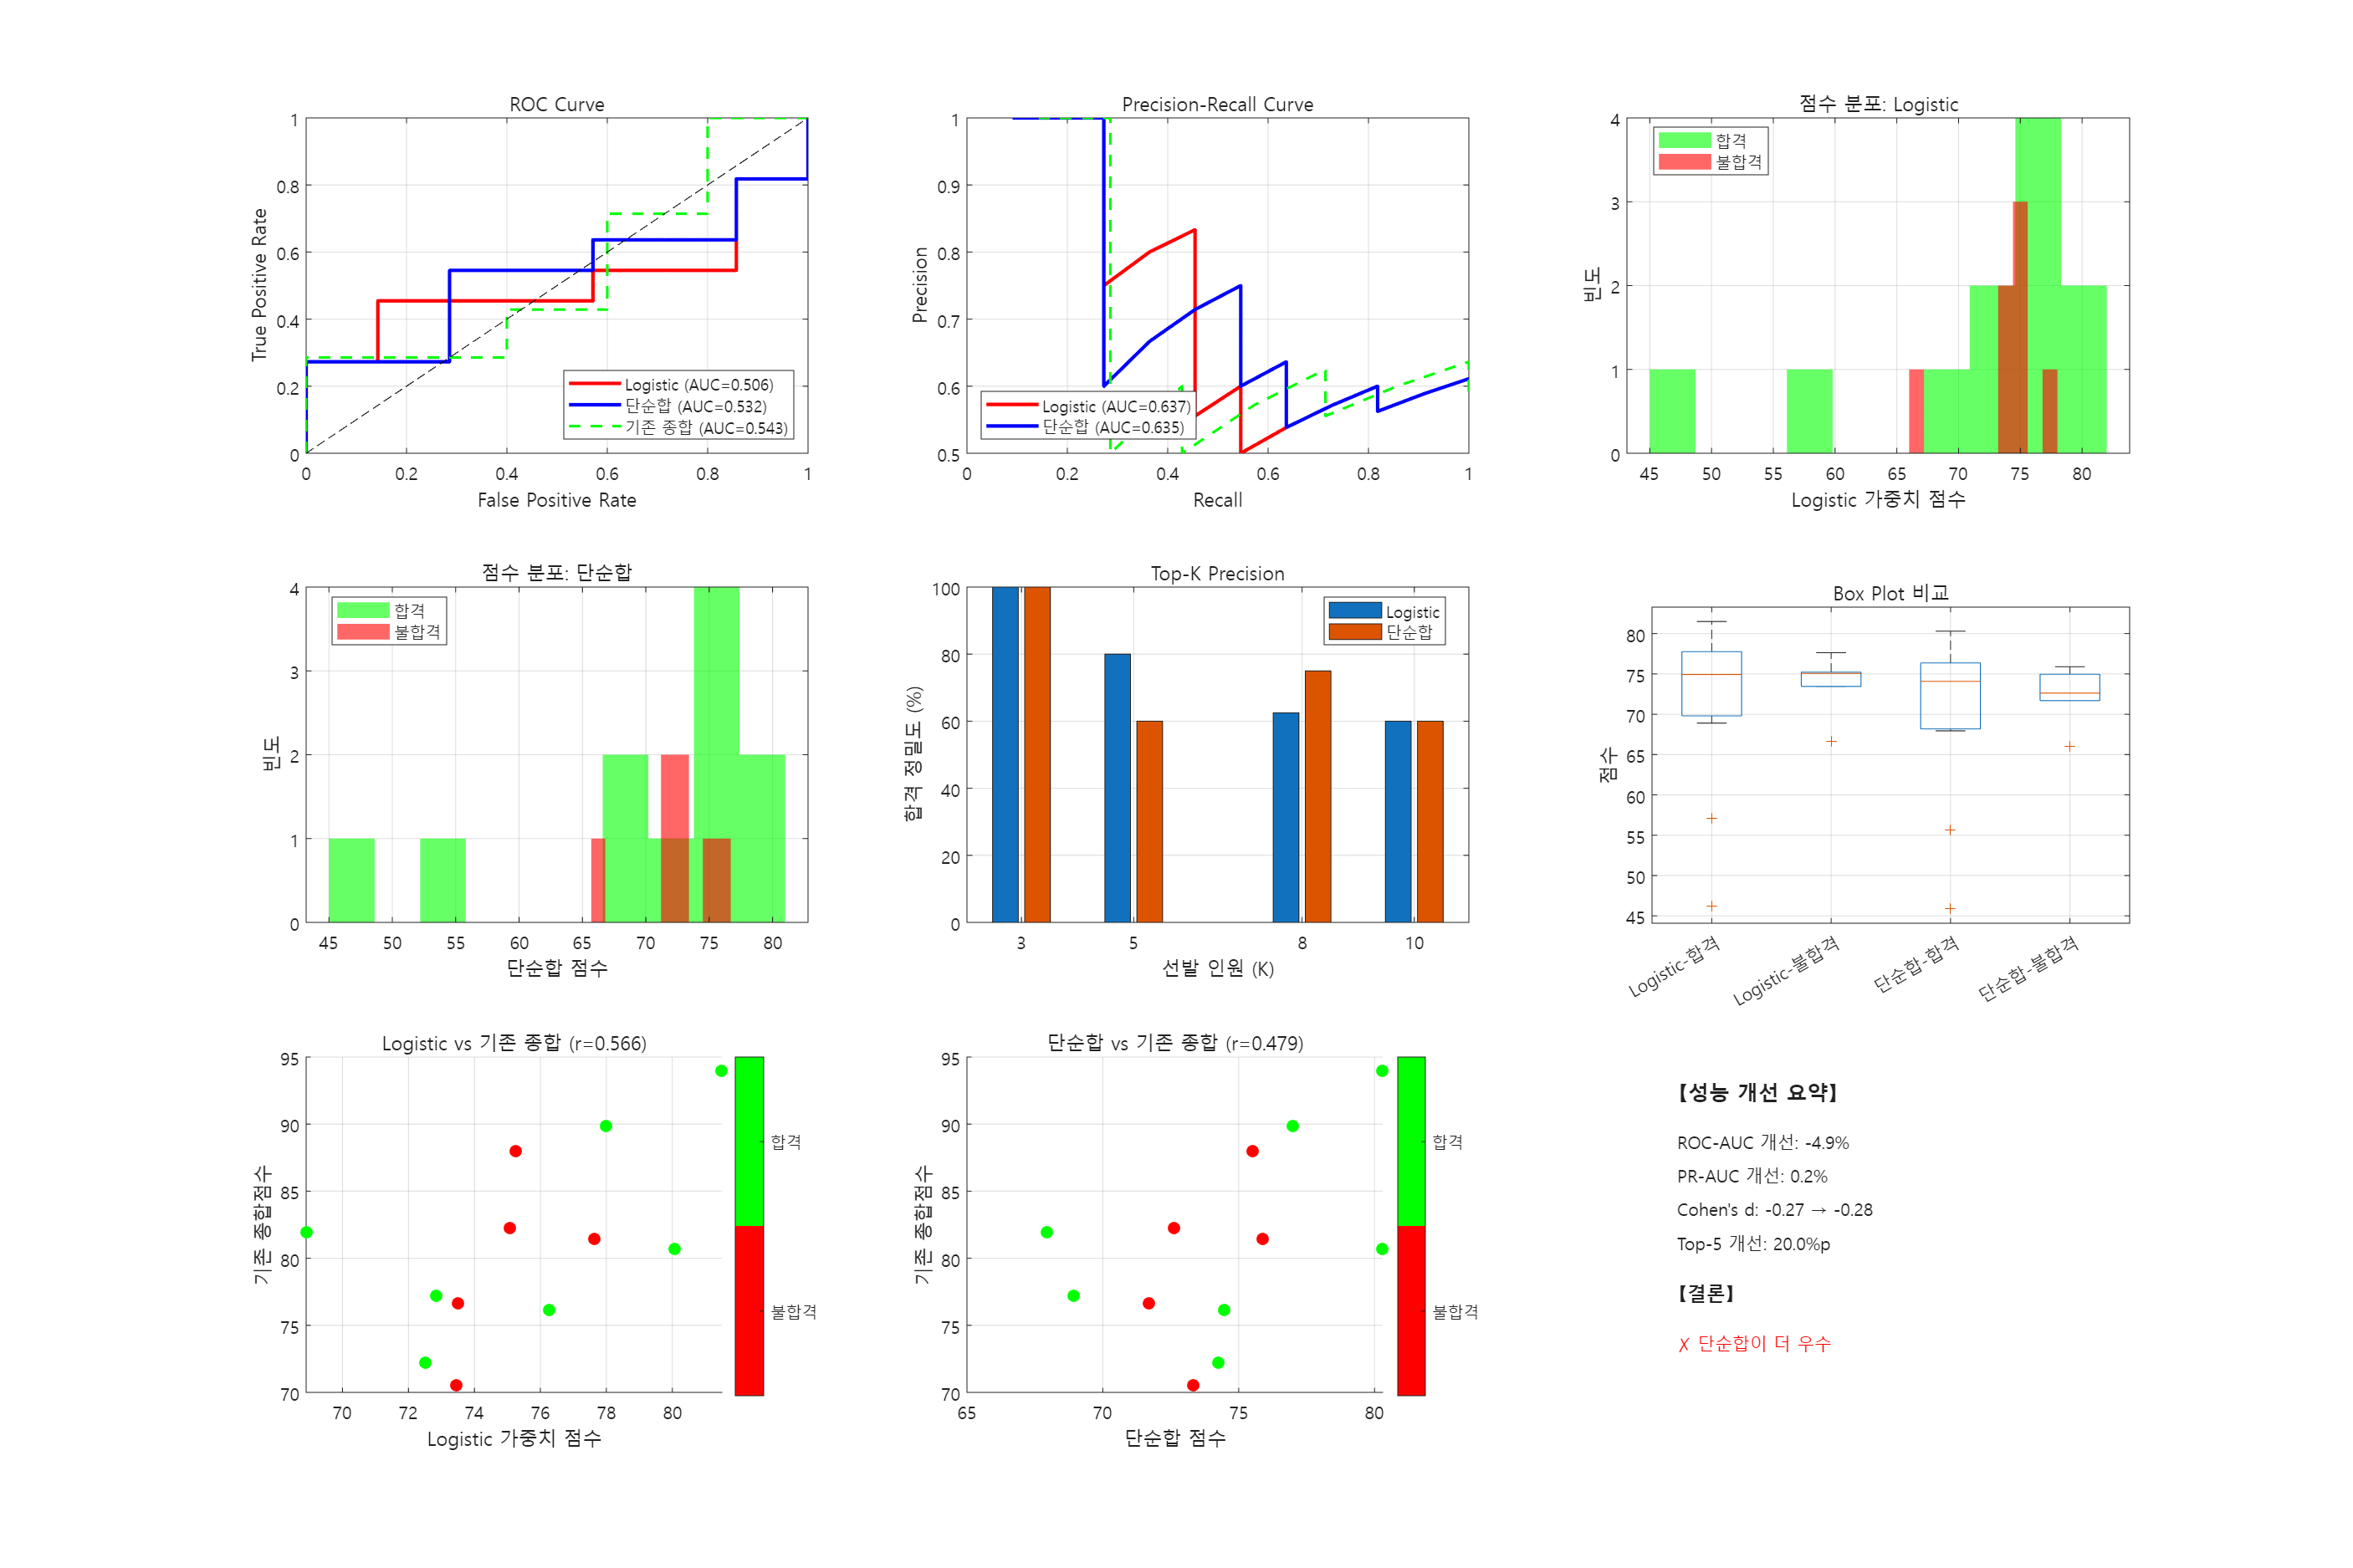 ROC Curve
1
0.8
0.6
0.4
0.2
0
True Positive Rate
Logistic (AUC=0.506)
단순합 (AUC=0.532)
기존 종합 (AUC=0.543)
0 0.2 0.4 0.6 0.8 1
False Positive Rate
Precision-Recall Curve
1
0.9
0.8
0.7
0.6
0.5
Precision
Logistic (AUC=0.637)
단순합 (AUC=0.635)
0 0.2 0.4 0.6 0.8 1
Recall
점수 분포: Logistic
4
3
2
1
0
빈도
합격
불합격
45 50 55 60 65 70 75 80
Logistic 가중치 점수
점수 분포: 단순합
4
3
2
1
0
빈도
합격
불합격
45 50 55 60 65 70 75 80
단순합 점수
Top-K Precision
100
80
60
40
20
0
합격 정밀도 (%)
Logistic
단순합
3 5 8 10
선발 인원 (K)
Box Plot 비교
80
75
70
65
60
55
50
45
점수
Logistic-합격
Logistic-불합격
단순합-합격
단순합-불합격
Logistic vs 기존 종합 (r=0.566)
95
90
85
80
75
70
기존 종합점수
합격
불합격
70 72 74 76 78 80
Logistic 가중치 점수
단순합 vs 기존 종합 (r=0.479)
95
90
85
80
75
70
기존 종합점수
합격
불합격
65 70 75 80
단순합 점수
【성능 개선 요약】
ROC-AUC 개선: -4.9%
PR-AUC 개선: 0.2%
Cohen's d: -0.27 → -0.28
Top-5 개선: 20.0%p
【결론】
✗ 단순합이 더 우수